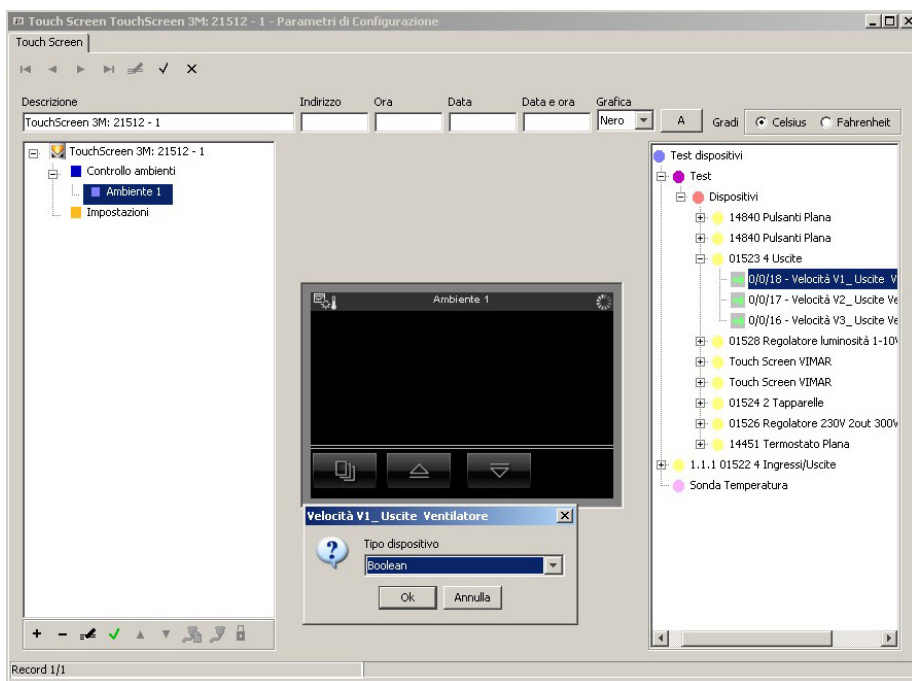 Touch Screen TouchScreen 3M: 21512 - 1 - Parametri di Configurazione
Touch Screen
Descrizione Indirizzo Ora Data Data e ora Grafica
TouchScreen 3M: 21512 - 1 Nero A Gradi Celsius Fahrenheit
TouchScreen 3M: 21512 - 1
Controllo ambienti
Ambiente 1
Impostazioni
Ambiente 1
Velocità V1_ Uscite Ventilatore
Tipo dispositivo
Boolean
Ok Annulla
Test dispositivi
Test
Dispositivi
14840 Pulsanti Plana
14840 Pulsanti Plana
01523 4 Uscite
0/0/18 - Velocità V1_ Uscite V
0/0/17 - Velocità V2_ Uscite Ve
0/0/16 - Velocità V3_ Uscite Ve
01528 Regolatore luminosità 1-10V
Touch Screen VIMAR
Touch Screen VIMAR
01524 2 Tapparelle
01526 Regolatore 230V 2out 300V
14451 Termostato Plana
1.1.1 01522 4 Ingressi/Uscite
Sonda Temperatura
Record 1/1